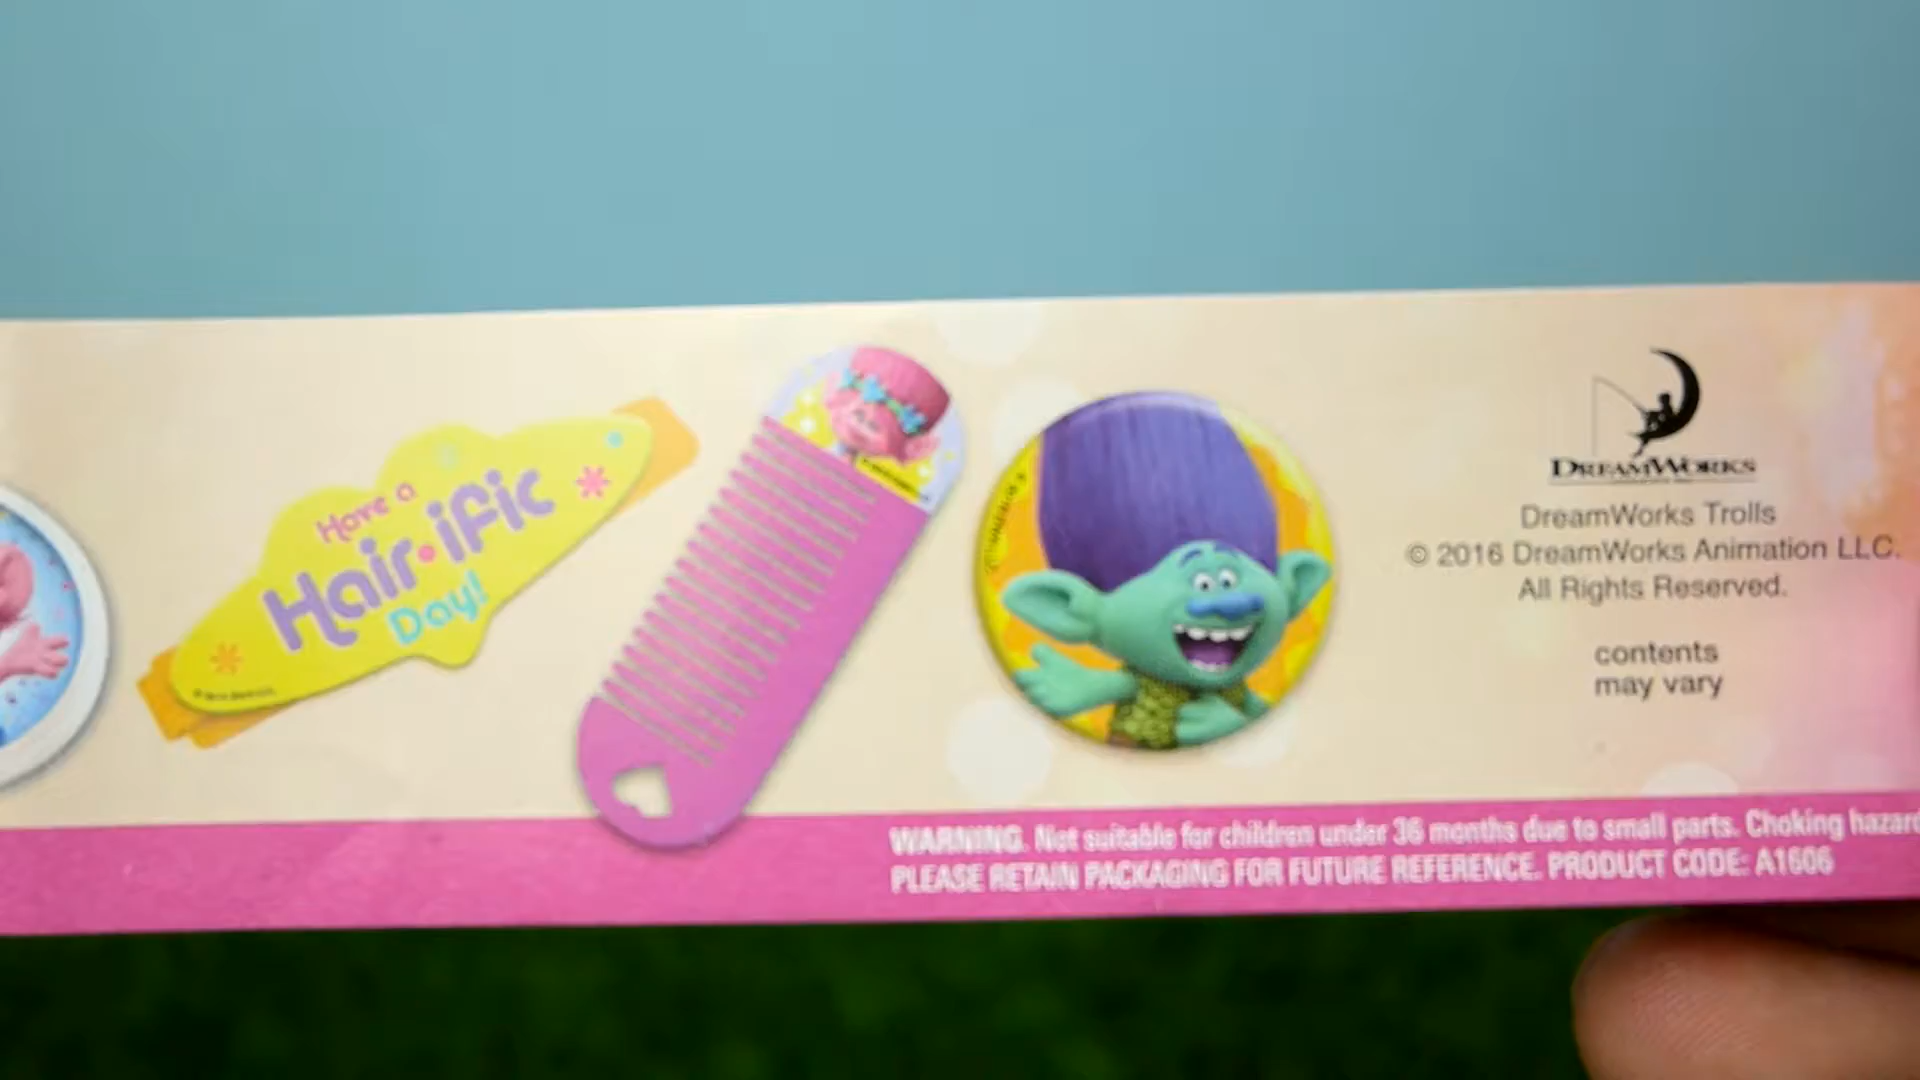 Have a
Hair•ific
Day!
DREAMWORKS
DreamWorks Trolls
© 2016 DreamWorks Animation LLC.
All Rights Reserved.
contents
may vary
WARNING. Not suitable for children under 36 months due to small parts. Choking hazard
PLEASE RETAIN PACKAGING FOR FUTURE REFERENCE. PRODUCT CODE: A1606